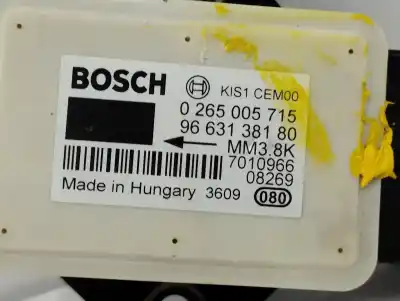 BOSCH KIS1 CEM00
0 265 005 715
96 631 381 80
MM3.8K
7010966
08269
Made in Hungary 3609 080